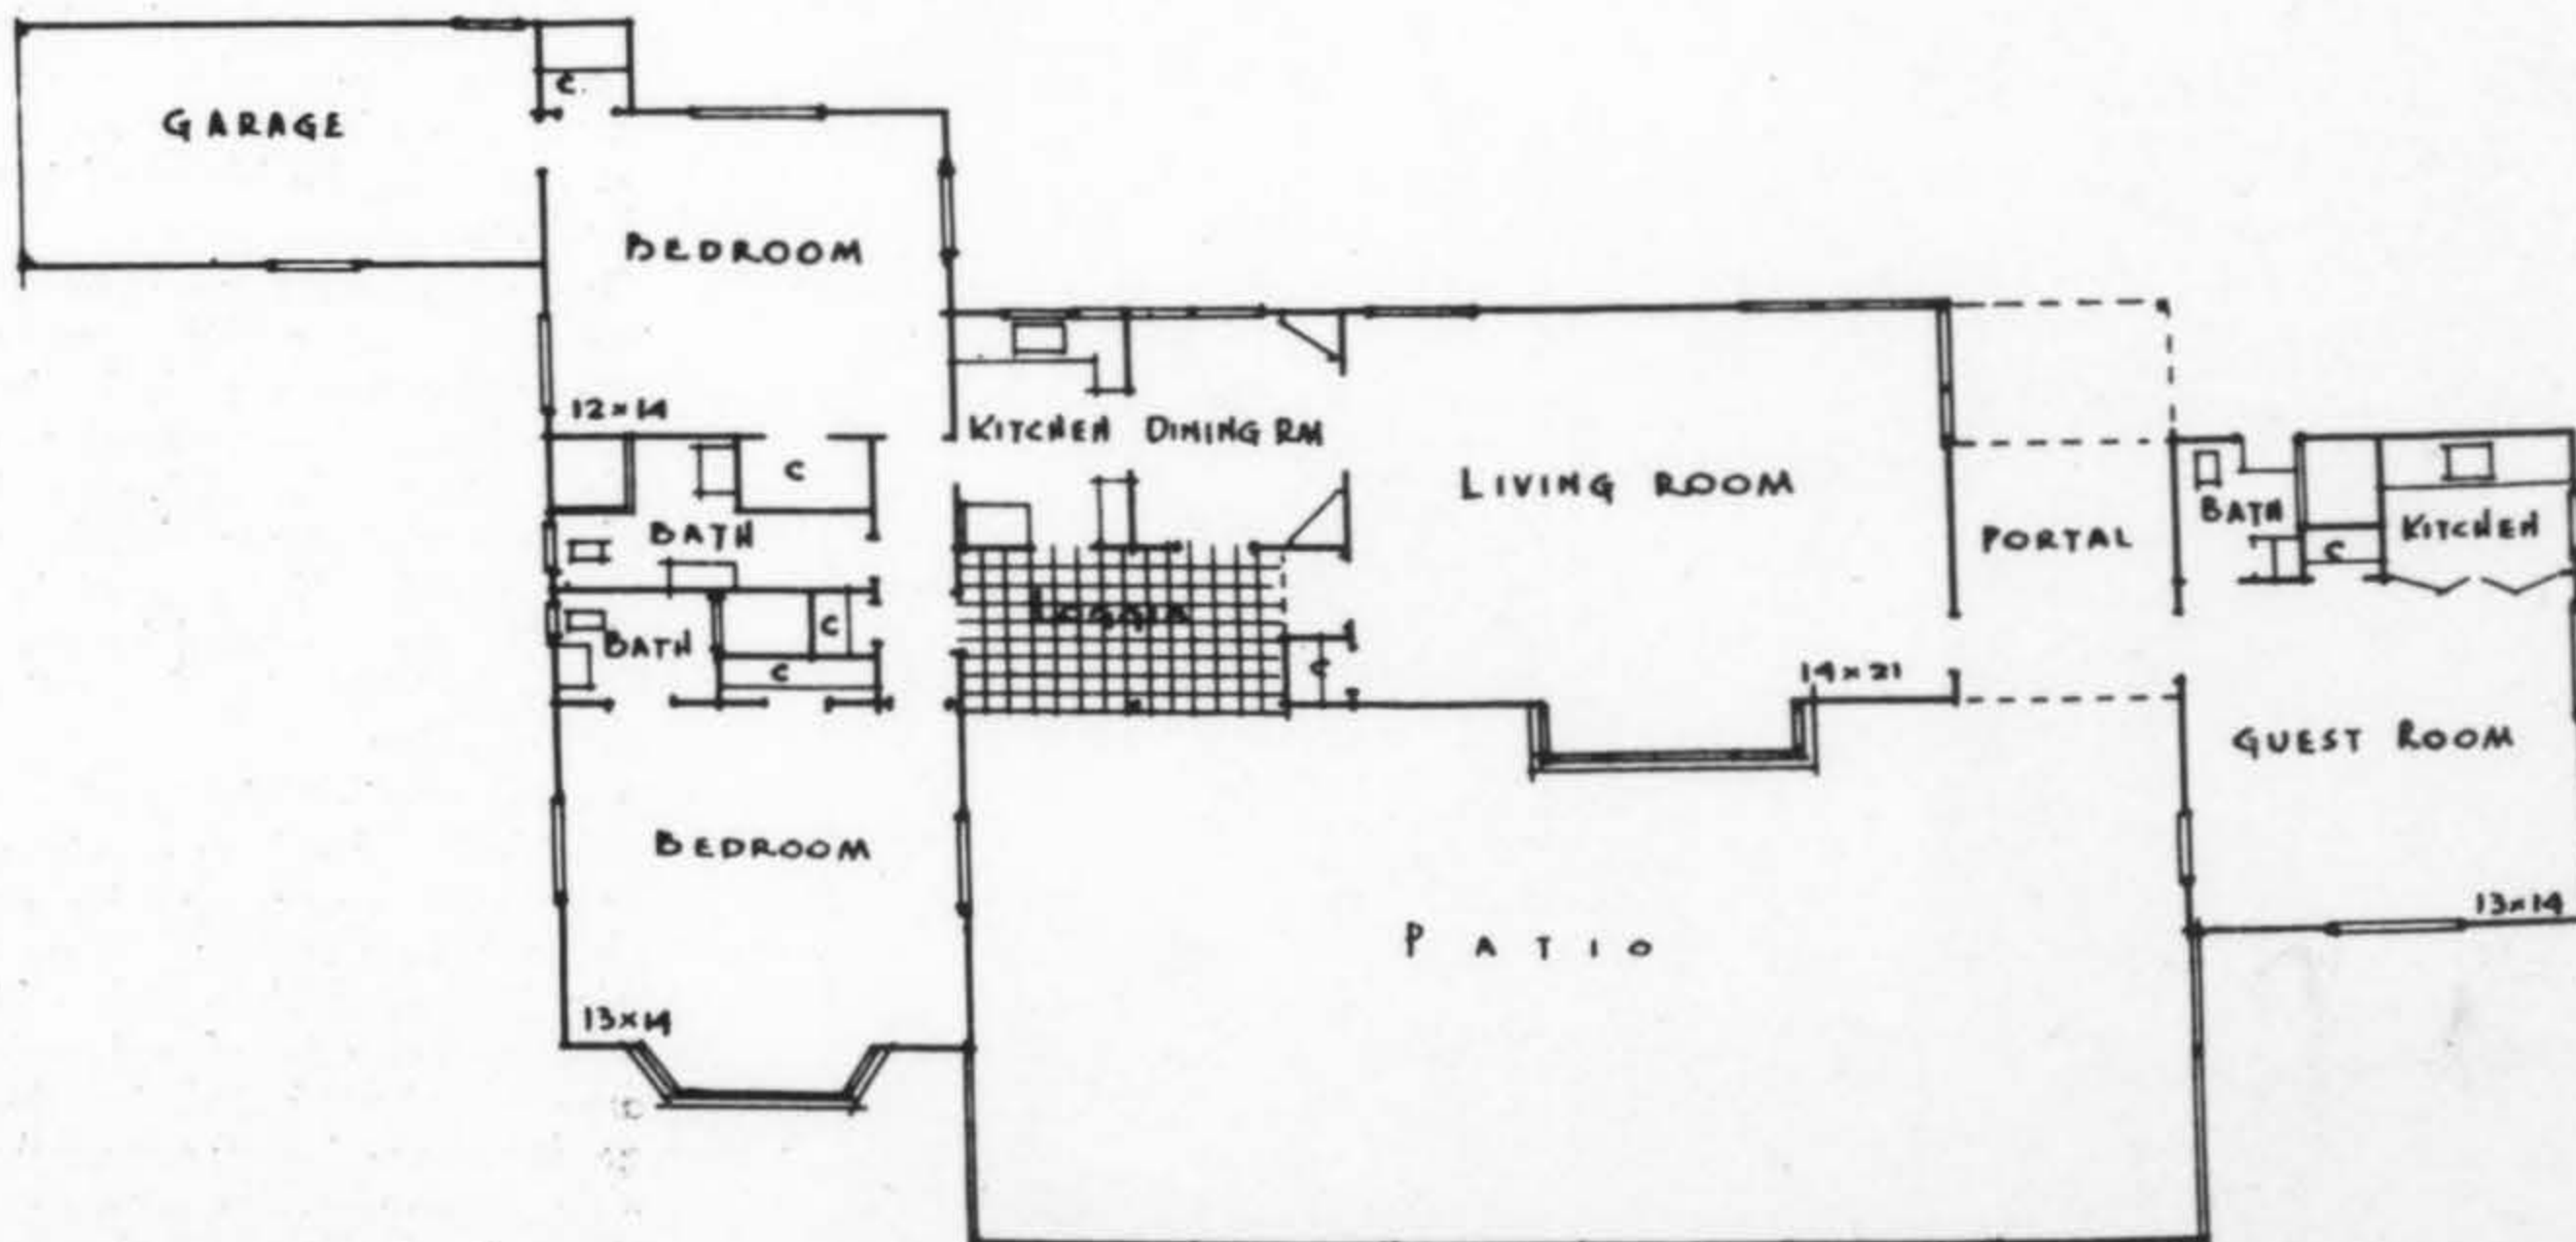 GARAGE
C.
BEDROOM
12x14
KITCHEN
DINING RM
C
BATH
LIVING ROOM
PORTAL
BATH
C
KITCHEN
LOGGIA
BATH
C
C
C
14x21
GUEST ROOM
BEDROOM
13x14
PATIO
13x14